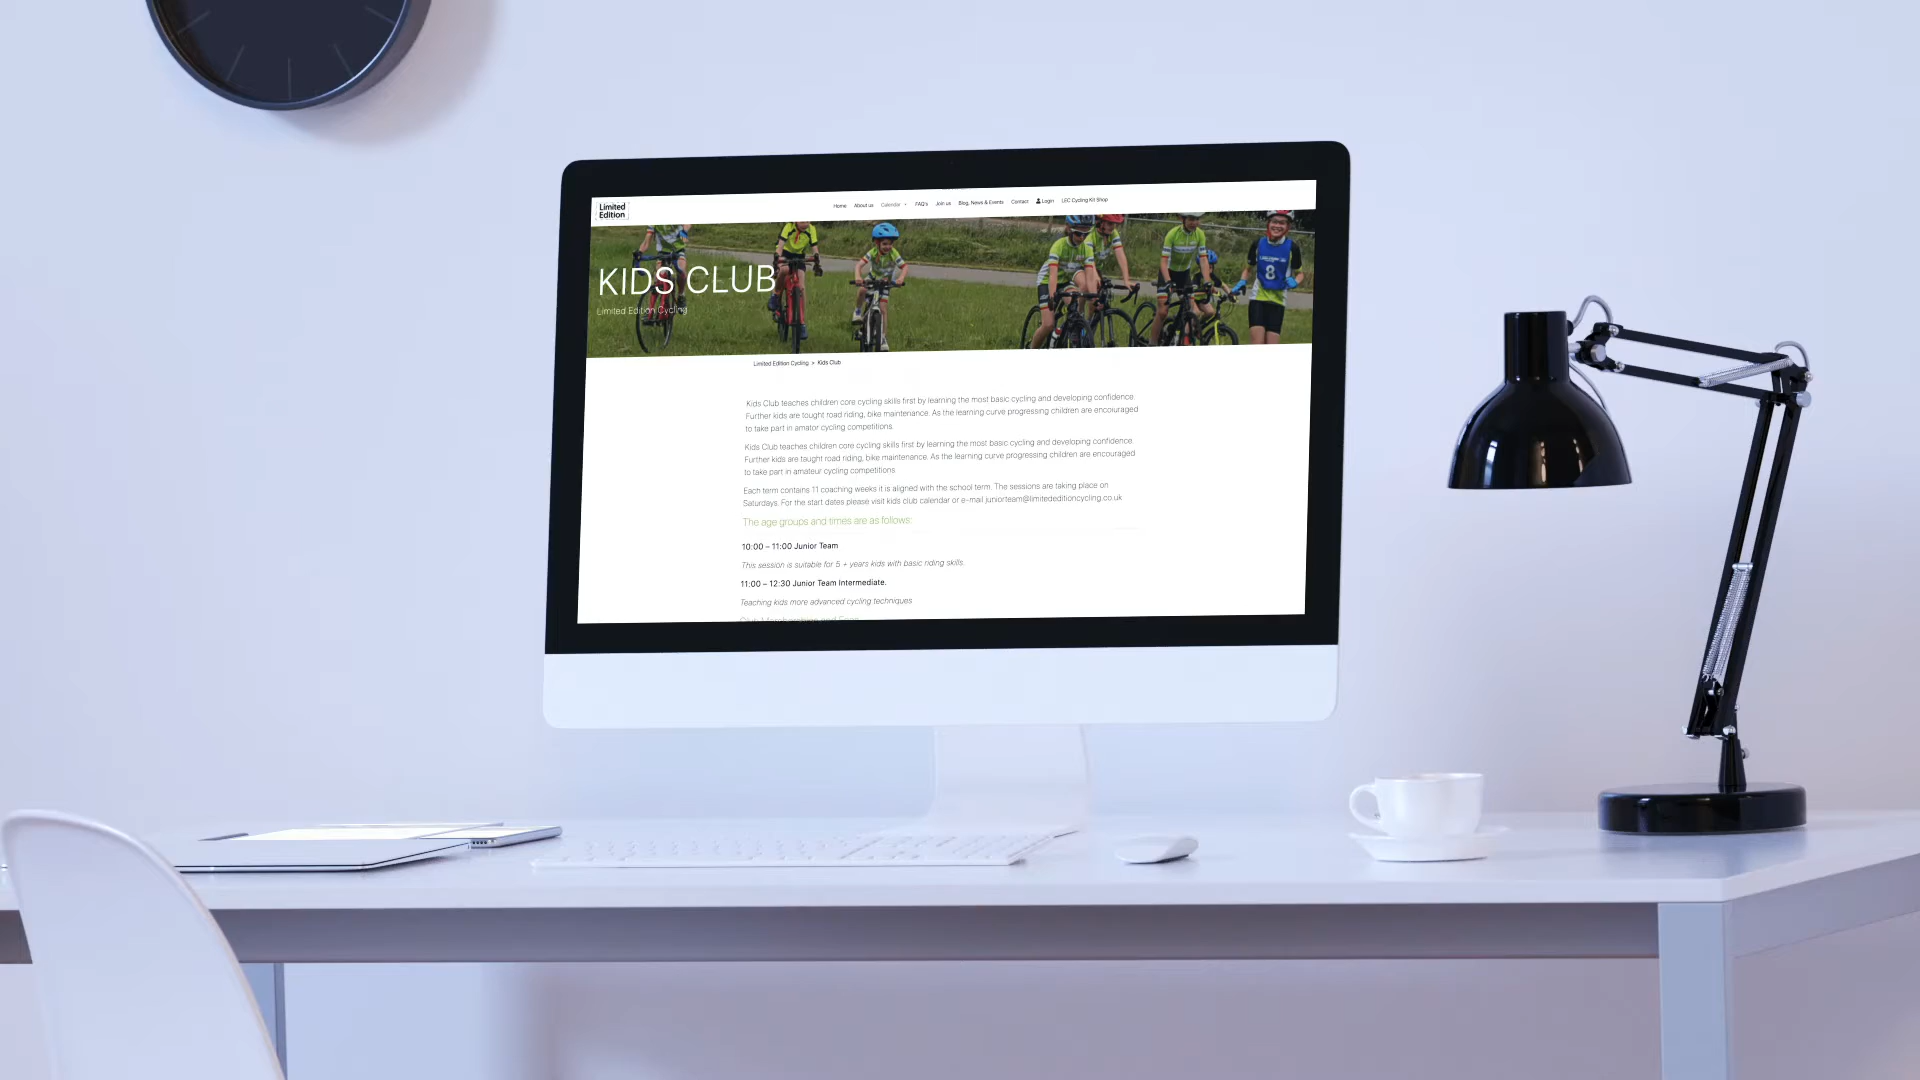 Limited
Edition
Home About us Calendar FAQ's Join us Blog, News & Events Contact Login LEC Cycling Kit Shop
KIDS CLUB
Limited Edition Cycling
8
Limited Edition Cycling > Kids Club
Kids Club teaches children core cycling skills first by learning the most basic cycling and developing confidence.
Further kids are tought road riding, bike maintenance. As the learning curve progressing children are encouraged
to take part in amator cycling competitions.
Kids Club teaches children core cycling skills first by learning the most basic cycling and developing confidence.
Further kids are taught road riding, bike maintenance. As the learning curve progressing children are encouraged
to take part in amateur cycling competitions
Each term contains 11 coaching weeks it is aligned with the school term. The sessions are taking place on
Saturdays. For the start dates please visit kids club calendar or e-mail juniorteam@limitededitioncycling.co.uk
The age groups and times are as follows:
10:00 – 11:00 Junior Team
This session is suitable for 5 + years kids with basic riding skills.
11:00 – 12:30 Junior Team Intermediate.
Teaching kids more advanced cycling techniques